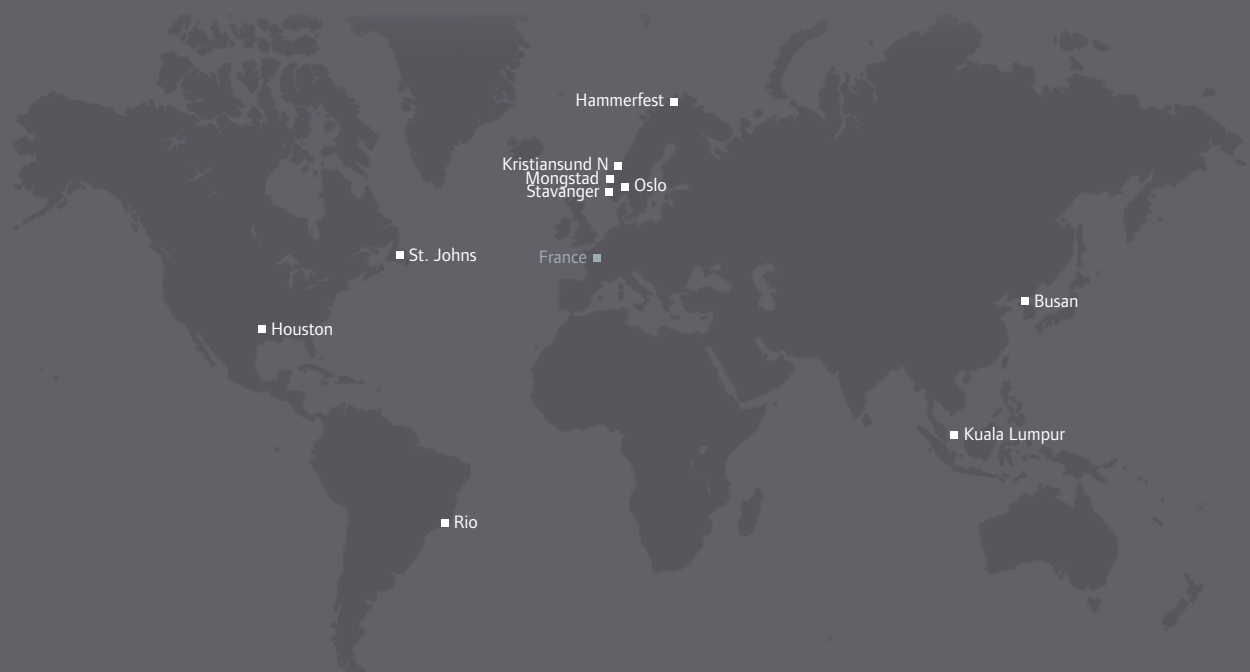 Hammerfest
Kristiansund N
Mongstad
Oslo
Stavanger
St. Johns
France
Busan
Houston
Kuala Lumpur
Rio